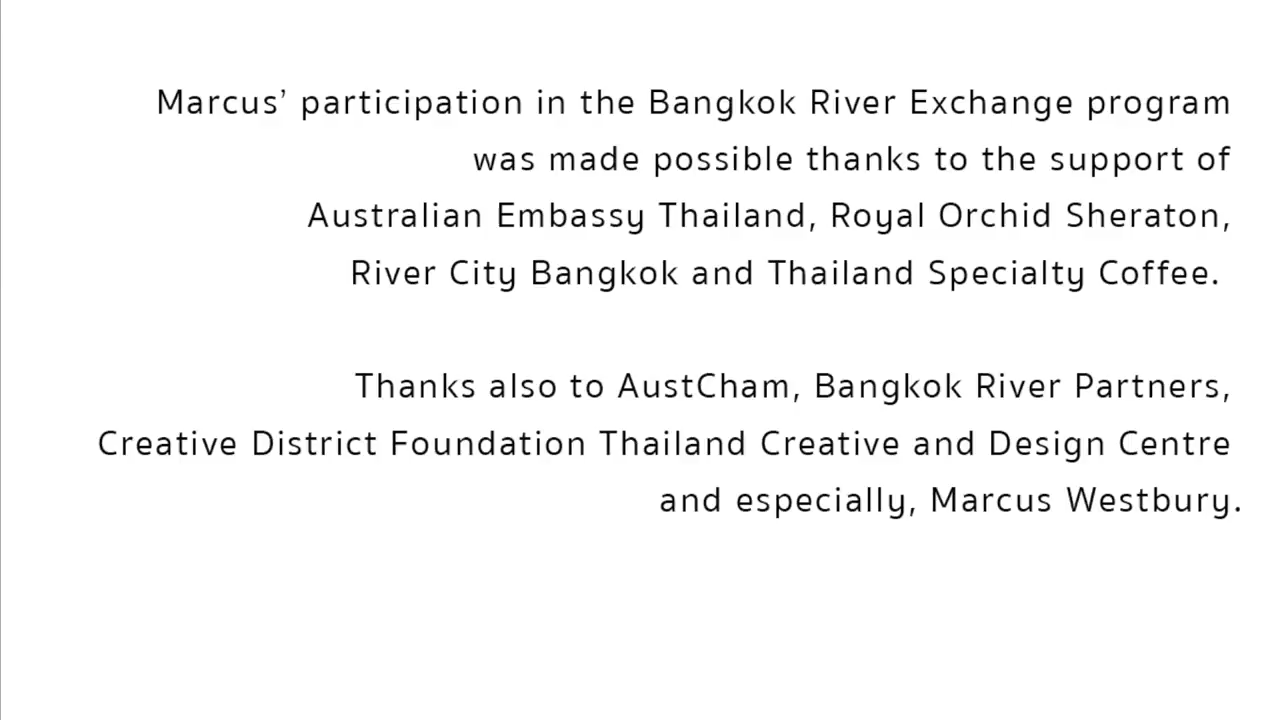 Marcus’ participation in the Bangkok River Exchange program
was made possible thanks to the support of
Australian Embassy Thailand, Royal Orchid Sheraton,
River City Bangkok and Thailand Specialty Coffee.
Thanks also to AustCham, Bangkok River Partners,
Creative District Foundation Thailand Creative and Design Centre
and especially, Marcus Westbury.